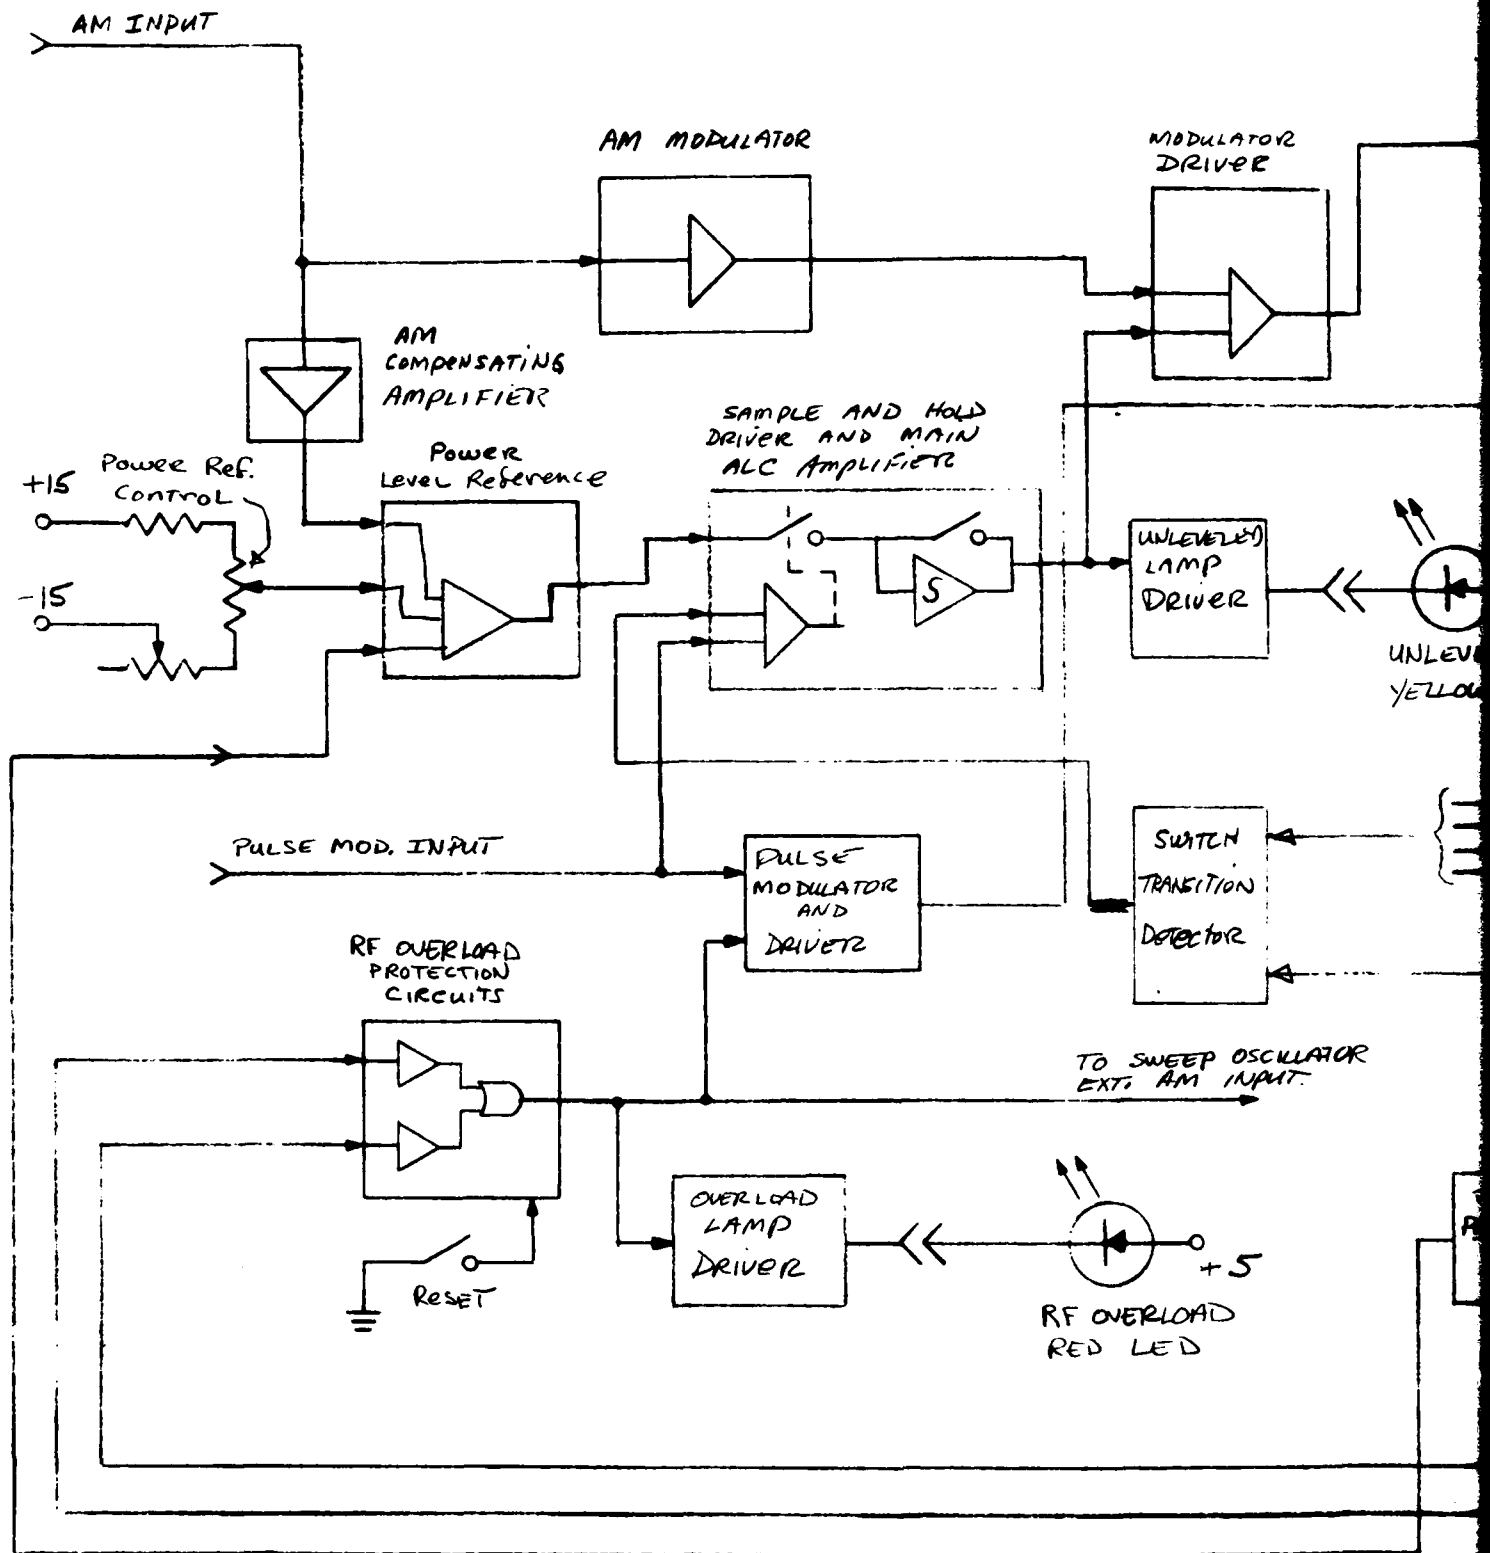 AM INPUT
AM MODULATOR
MODULATOR
DRIVER
AM
COMPENSATING
AMPLIFIER
SAMPLE AND HOLD
DRIVER AND MAIN
ALC AMPLIFIER
Power Ref.
CONTROL
+15
-15
Power
Level Reference
S
UNLEVELED
LAMP
DRIVER
YELLOW
PULSE MOD. INPUT
PULSE
MODULATOR
AND
DRIVER
SWITCH
TRANSITION
DETECTOR
RF OVERLOAD
PROTECTION
CIRCUITS
TO SWEEP OSCILLATOR
EXT. AM INPUT.
RESET
OVERLOAD
LAMP
DRIVER
+5
RF OVERLOAD
RED LED